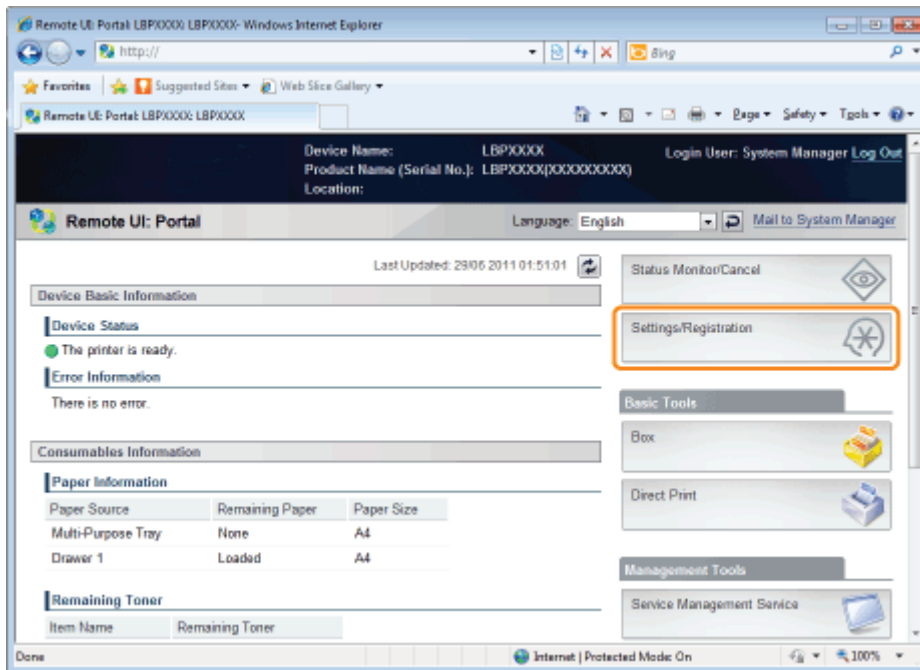 Remote UI: Portal: LBPXXXX: LBPXXXX- Windows Internet Explorer
http://
Bing
Favorites Suggested Sites Web Slice Gallery
Remote UI: Portal: LBPXXXX: LBPXXXX
Page Safety Tools
Device Name: LBPXXXX
Login User: System Manager Log Out
Product Name (Serial No.): LBPXXXX(XXXXXXXXX)
Location:
Remote UI: Portal
Language: English
Mail to System Manager
Last Updated: 29/06 2011 01:51:01
Device Basic Information
Device Status
The printer is ready.
Error Information
There is no error.
Consumables Information
Paper Information
Paper Source Remaining Paper Paper Size
Multi-Purpose Tray None A4
Drawer 1 Loaded A4
Remaining Toner
Item Name Remaining Toner
Status Monitor/Cancel
Settings/Registration
Basic Tools
Box
Direct Print
Management Tools
Service Management Service
Done
Internet | Protected Mode: On
100%